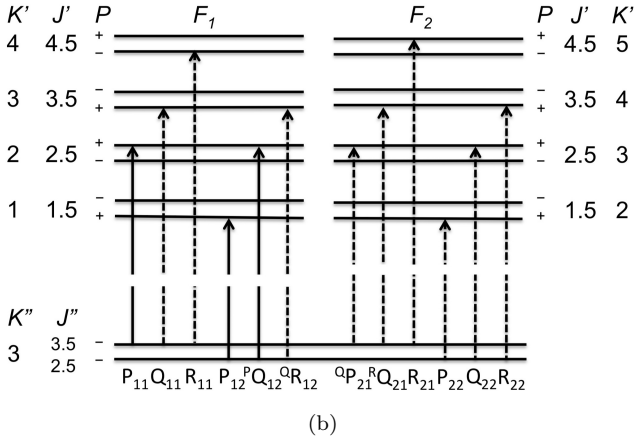 K' J' P F₁ F₂ P J' K'
4 4.5 + − + − 4.5 5
3 3.5 − + − + 3.5 4
2 2.5 + − + − 2.5 3
1 1.5 − + − + 1.5 2
K" J"
3 3.5 −
2.5 −
P₁₁ Q₁₁ R₁₁ P₁₂ ᴾQ₁₂ ᵠR₁₂ ᵠP₂₁ ᴿQ₂₁ R₂₁ P₂₂ Q₂₂ R₂₂
(b)